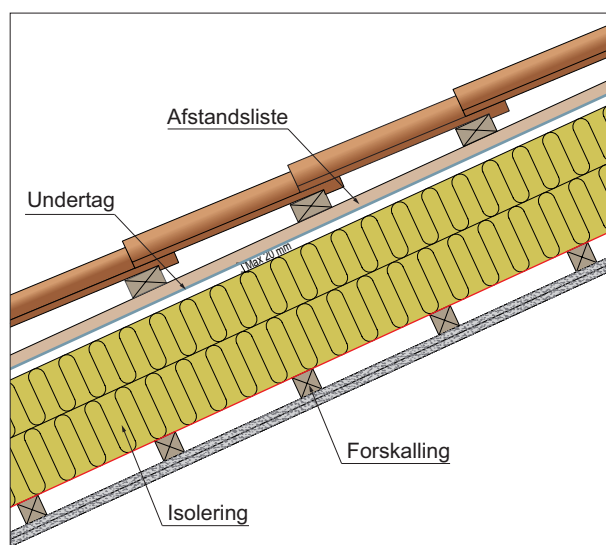 Afstandsliste
Undertag
Max 20 mm
Forskalling
Isolering